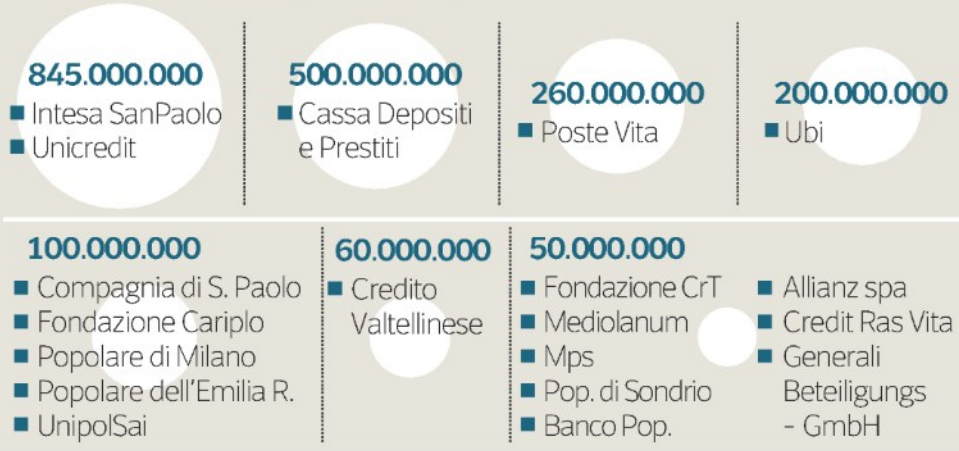 845.000.000
■ Intesa SanPaolo
■ Unicredit
500.000.000
■ Cassa Depositi
e Prestiti
260.000.000
■ Poste Vita
200.000.000
■ Ubi
100.000.000
■ Compagnia di S. Paolo
■ Fondazione Cariplo
■ Popolare di Milano
■ Popolare dell'Emilia R.
■ UnipolSai
60.000.000
■ Credito
Valtellinese
50.000.000
■ Fondazione CrT
■ Mediolanum
■ Mps
■ Pop. di Sondrio
■ Banco Pop.
■ Allianz spa
■ Credit Ras Vita
■ Generali
Beteiligungs
- GmbH